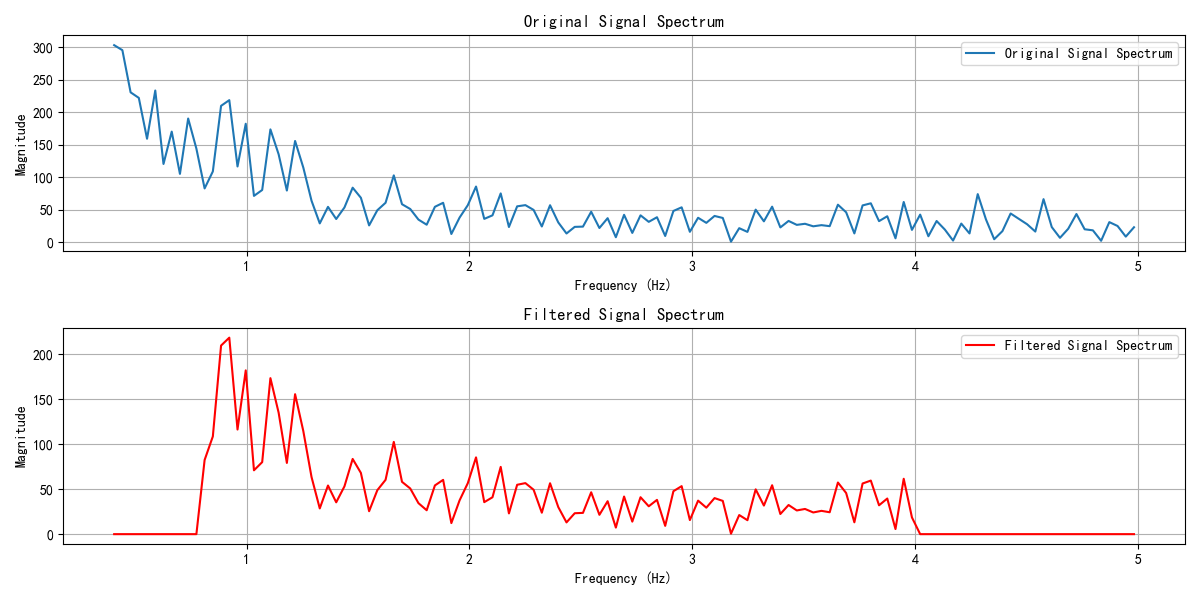 Original Signal Spectrum
300
250
200
150
100
50
0
Magnitude
Original Signal Spectrum
1
2
3
4
5
Frequency (Hz)
Filtered Signal Spectrum
200
150
100
50
0
Magnitude
Filtered Signal Spectrum
1
2
3
4
5
Frequency (Hz)